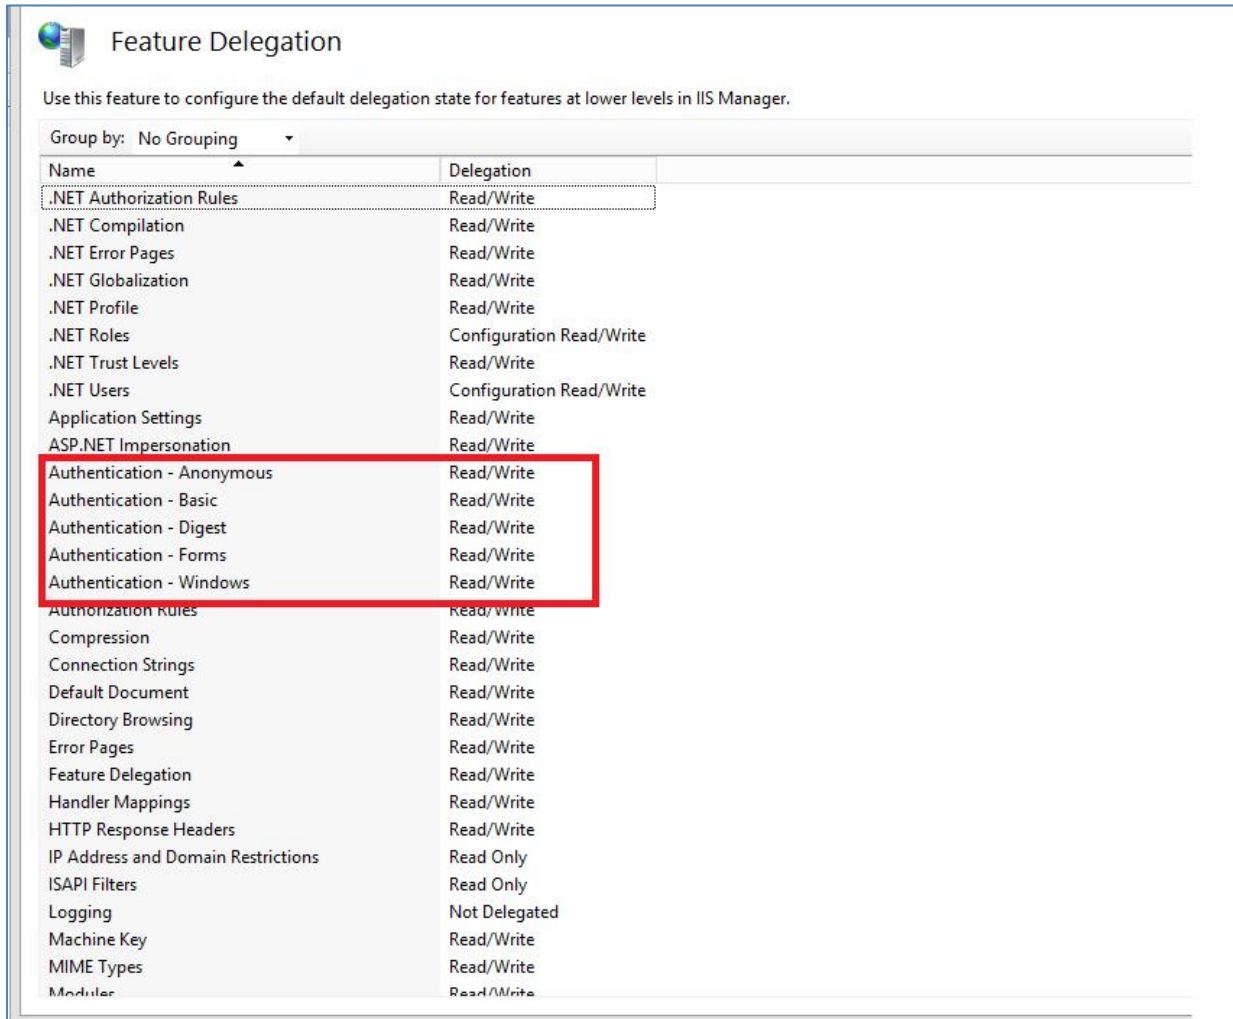 Feature Delegation
Use this feature to configure the default delegation state for features at lower levels in IIS Manager.
Group by: No Grouping
Name Delegation
.NET Authorization Rules Read/Write
.NET Compilation Read/Write
.NET Error Pages Read/Write
.NET Globalization Read/Write
.NET Profile Read/Write
.NET Roles Configuration Read/Write
.NET Trust Levels Read/Write
.NET Users Configuration Read/Write
Application Settings Read/Write
ASP.NET Impersonation Read/Write
Authentication - Anonymous Read/Write
Authentication - Basic Read/Write
Authentication - Digest Read/Write
Authentication - Forms Read/Write
Authentication - Windows Read/Write
Authorization Rules Read/Write
Compression Read/Write
Connection Strings Read/Write
Default Document Read/Write
Directory Browsing Read/Write
Error Pages Read/Write
Feature Delegation Read/Write
Handler Mappings Read/Write
HTTP Response Headers Read/Write
IP Address and Domain Restrictions Read Only
ISAPI Filters Read Only
Logging Not Delegated
Machine Key Read/Write
MIME Types Read/Write
Modules Read/Write